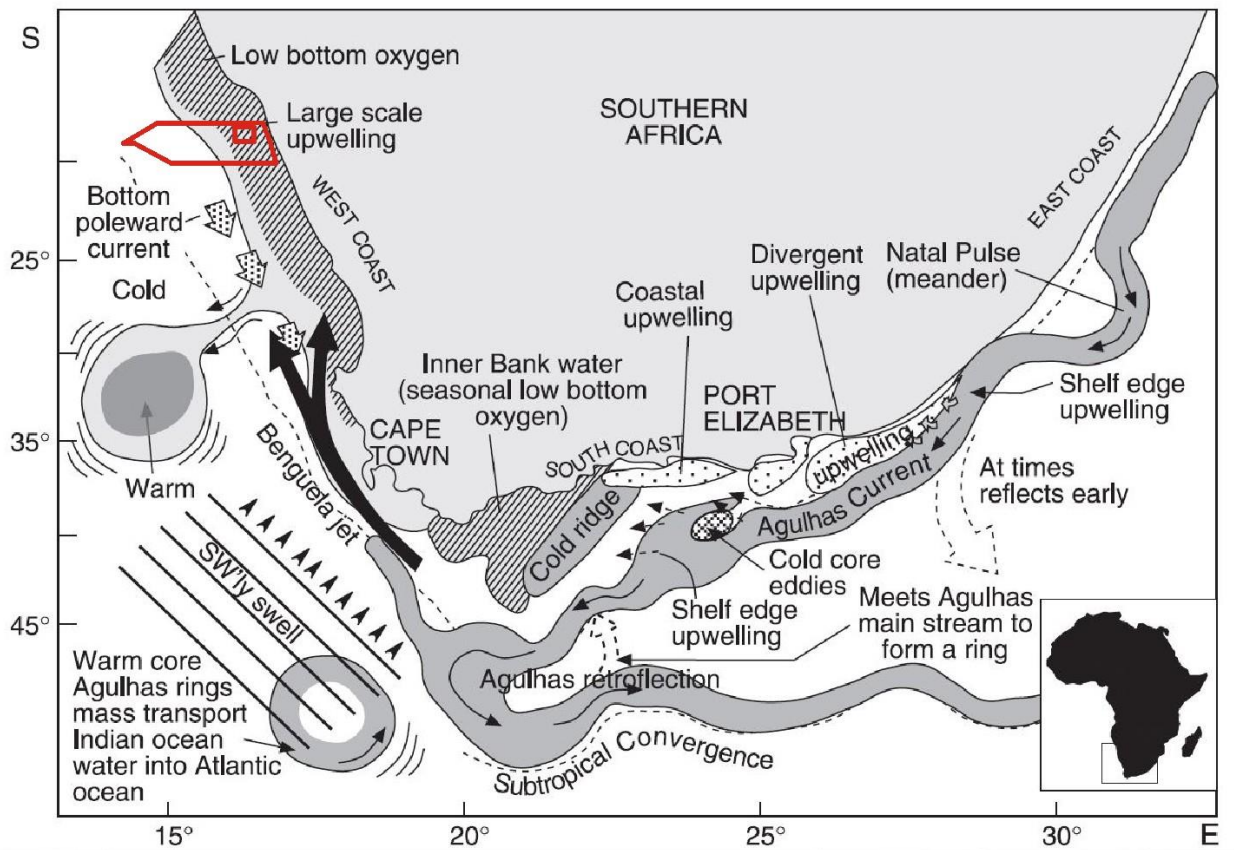 S
Low bottom oxygen
Large scale
upwelling
SOUTHERN
AFRICA
WEST COAST
EAST COAST
Bottom
poleward
current
25°
Cold
Divergent
upwelling
Natal Pulse
(meander)
Coastal
upwelling
Inner Bank water
(seasonal low bottom
oxygen)
PORT
ELIZABETH
Shelf edge
upwelling
CAPE
TOWN
SOUTH COAST
upwelling
35°
Warm
Benguela jet
Cold ridge
Agulhas Current
At times
reflects early
SW'ly swell
Cold core
eddies
Shelf edge
upwelling
Meets Agulhas
main stream to
form a ring
45°
Warm core
Agulhas rings
mass transport
Indian ocean
water into Atlantic
ocean
Agulhas retroflection
Subtropical Convergence
15°
20°
25°
30°
E